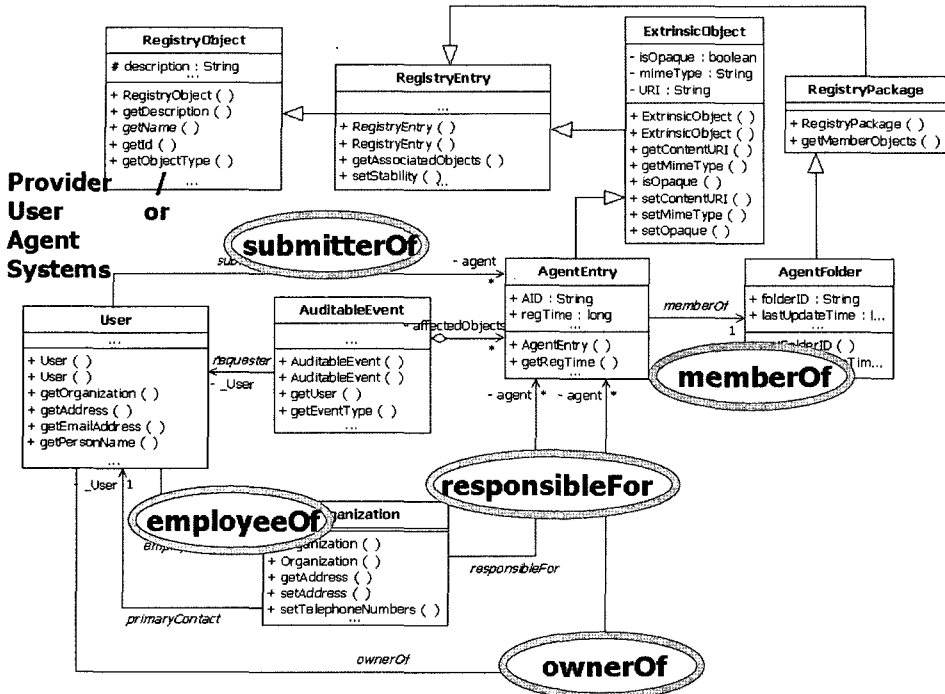 RegistryObject
# description : String
...
+ RegistryObject ( )
+ getDescription ( )
+ getName ( )
+ getId ( )
+ getObjectType ( )
...
RegistryEntry
...
+ RegistryEntry ( )
+ RegistryEntry ( )
+ getAssociatedObjects ( )
+ setStability ( )
...
ExtrinsicObject
- isOpaque : boolean
- mimeType : String
- URI : String
+ ExtrinsicObject ( )
+ ExtrinsicObject ( )
+ getContentURI ( )
+ getMimeType ( )
+ isOpaque ( )
+ setContentURI ( )
+ setMimeType ( )
+ setOpaque ( )
RegistryPackage
+ RegistryPackage ( )
+ getMemberObjects ( )
...
Provider /
User or
Agent
Systems
submitterOf
- agent
*
User
...
+ User ( )
+ User ( )
+ getOrganization ( )
+ getAddress ( )
+ getEmailAddress ( )
+ getPersonName ( )
...
requester
- _User
AuditableEvent
...
+ AuditableEvent ( )
+ AuditableEvent ( )
+ getUser ( )
+ getEventType ( )
...
- affectedObjects
*
AgentEntry
+ AID : String
+ regTime : long
...
+ AgentEntry ( )
+ getRegTime ( )
...
memberOf
1
AgentFolder
+ folderID : String
+ lastUpdateTime : l...
...
memberOf
- agent *
- agent *
responsibleFor
- _User 1
employeeOf
Organization ( )
+ getAddress ( )
+ setAddress ( )
+ setTelephoneNumbers ( )
...
responsibleFor
primaryContact
ownerOf
ownerOf